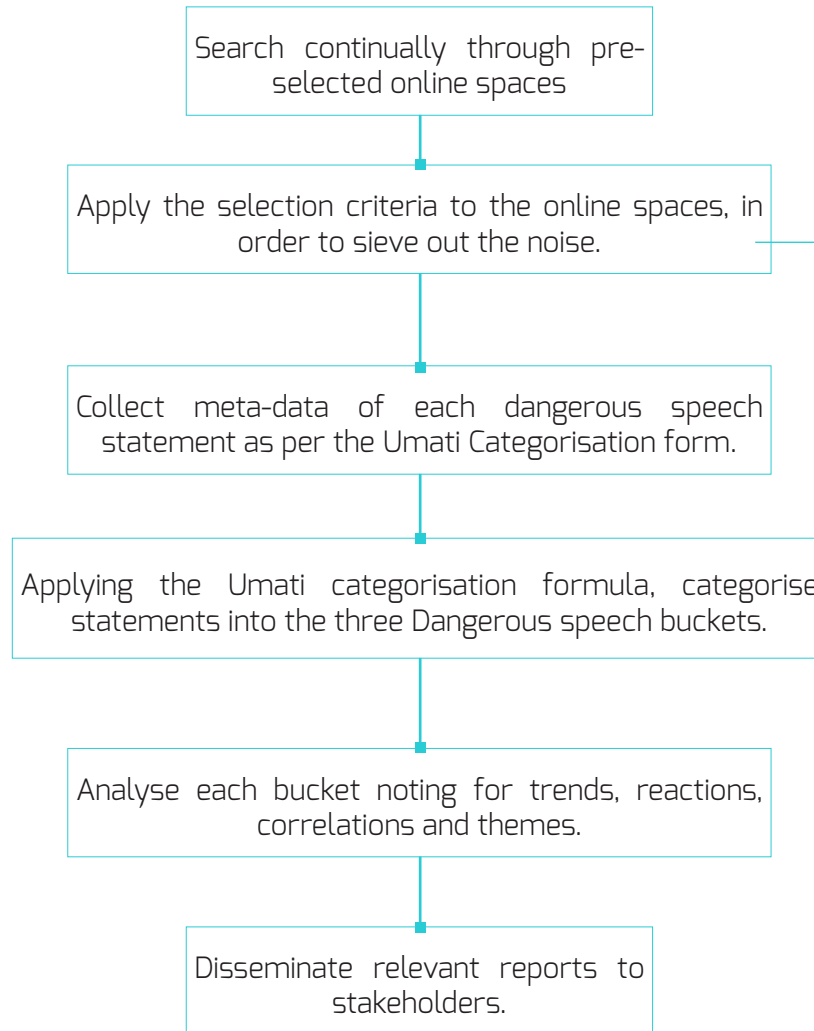 Search continually through pre-
selected online spaces
Apply the selection criteria to the online spaces, in
order to sieve out the noise.
Collect meta-data of each dangerous speech
statement as per the Umati Categorisation form.
Applying the Umati categorisation formula, categorise
statements into the three Dangerous speech buckets.
Analyse each bucket noting for trends, reactions,
correlations and themes.
Disseminate relevant reports to
stakeholders.